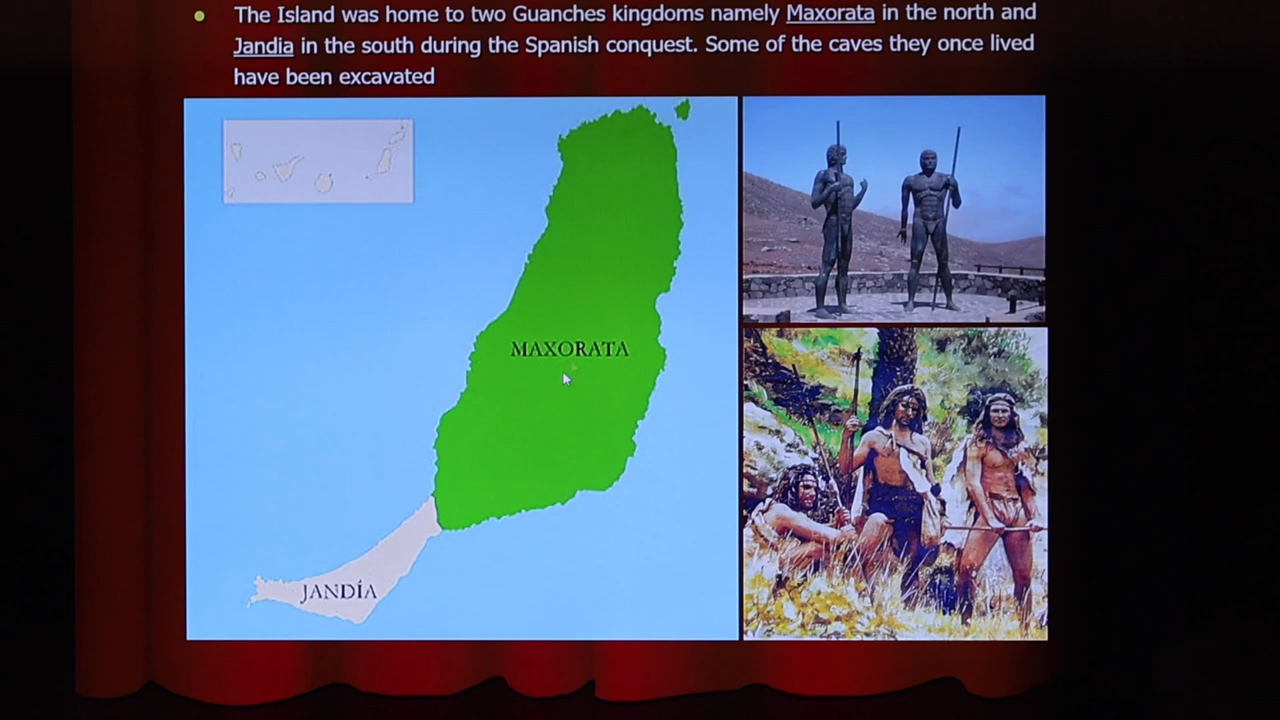 The Island was home to two Guanches kingdoms namely Maxorata in the north and
Jandia in the south during the Spanish conquest. Some of the caves they once lived
have been excavated
MAXORATA
JANDÍA